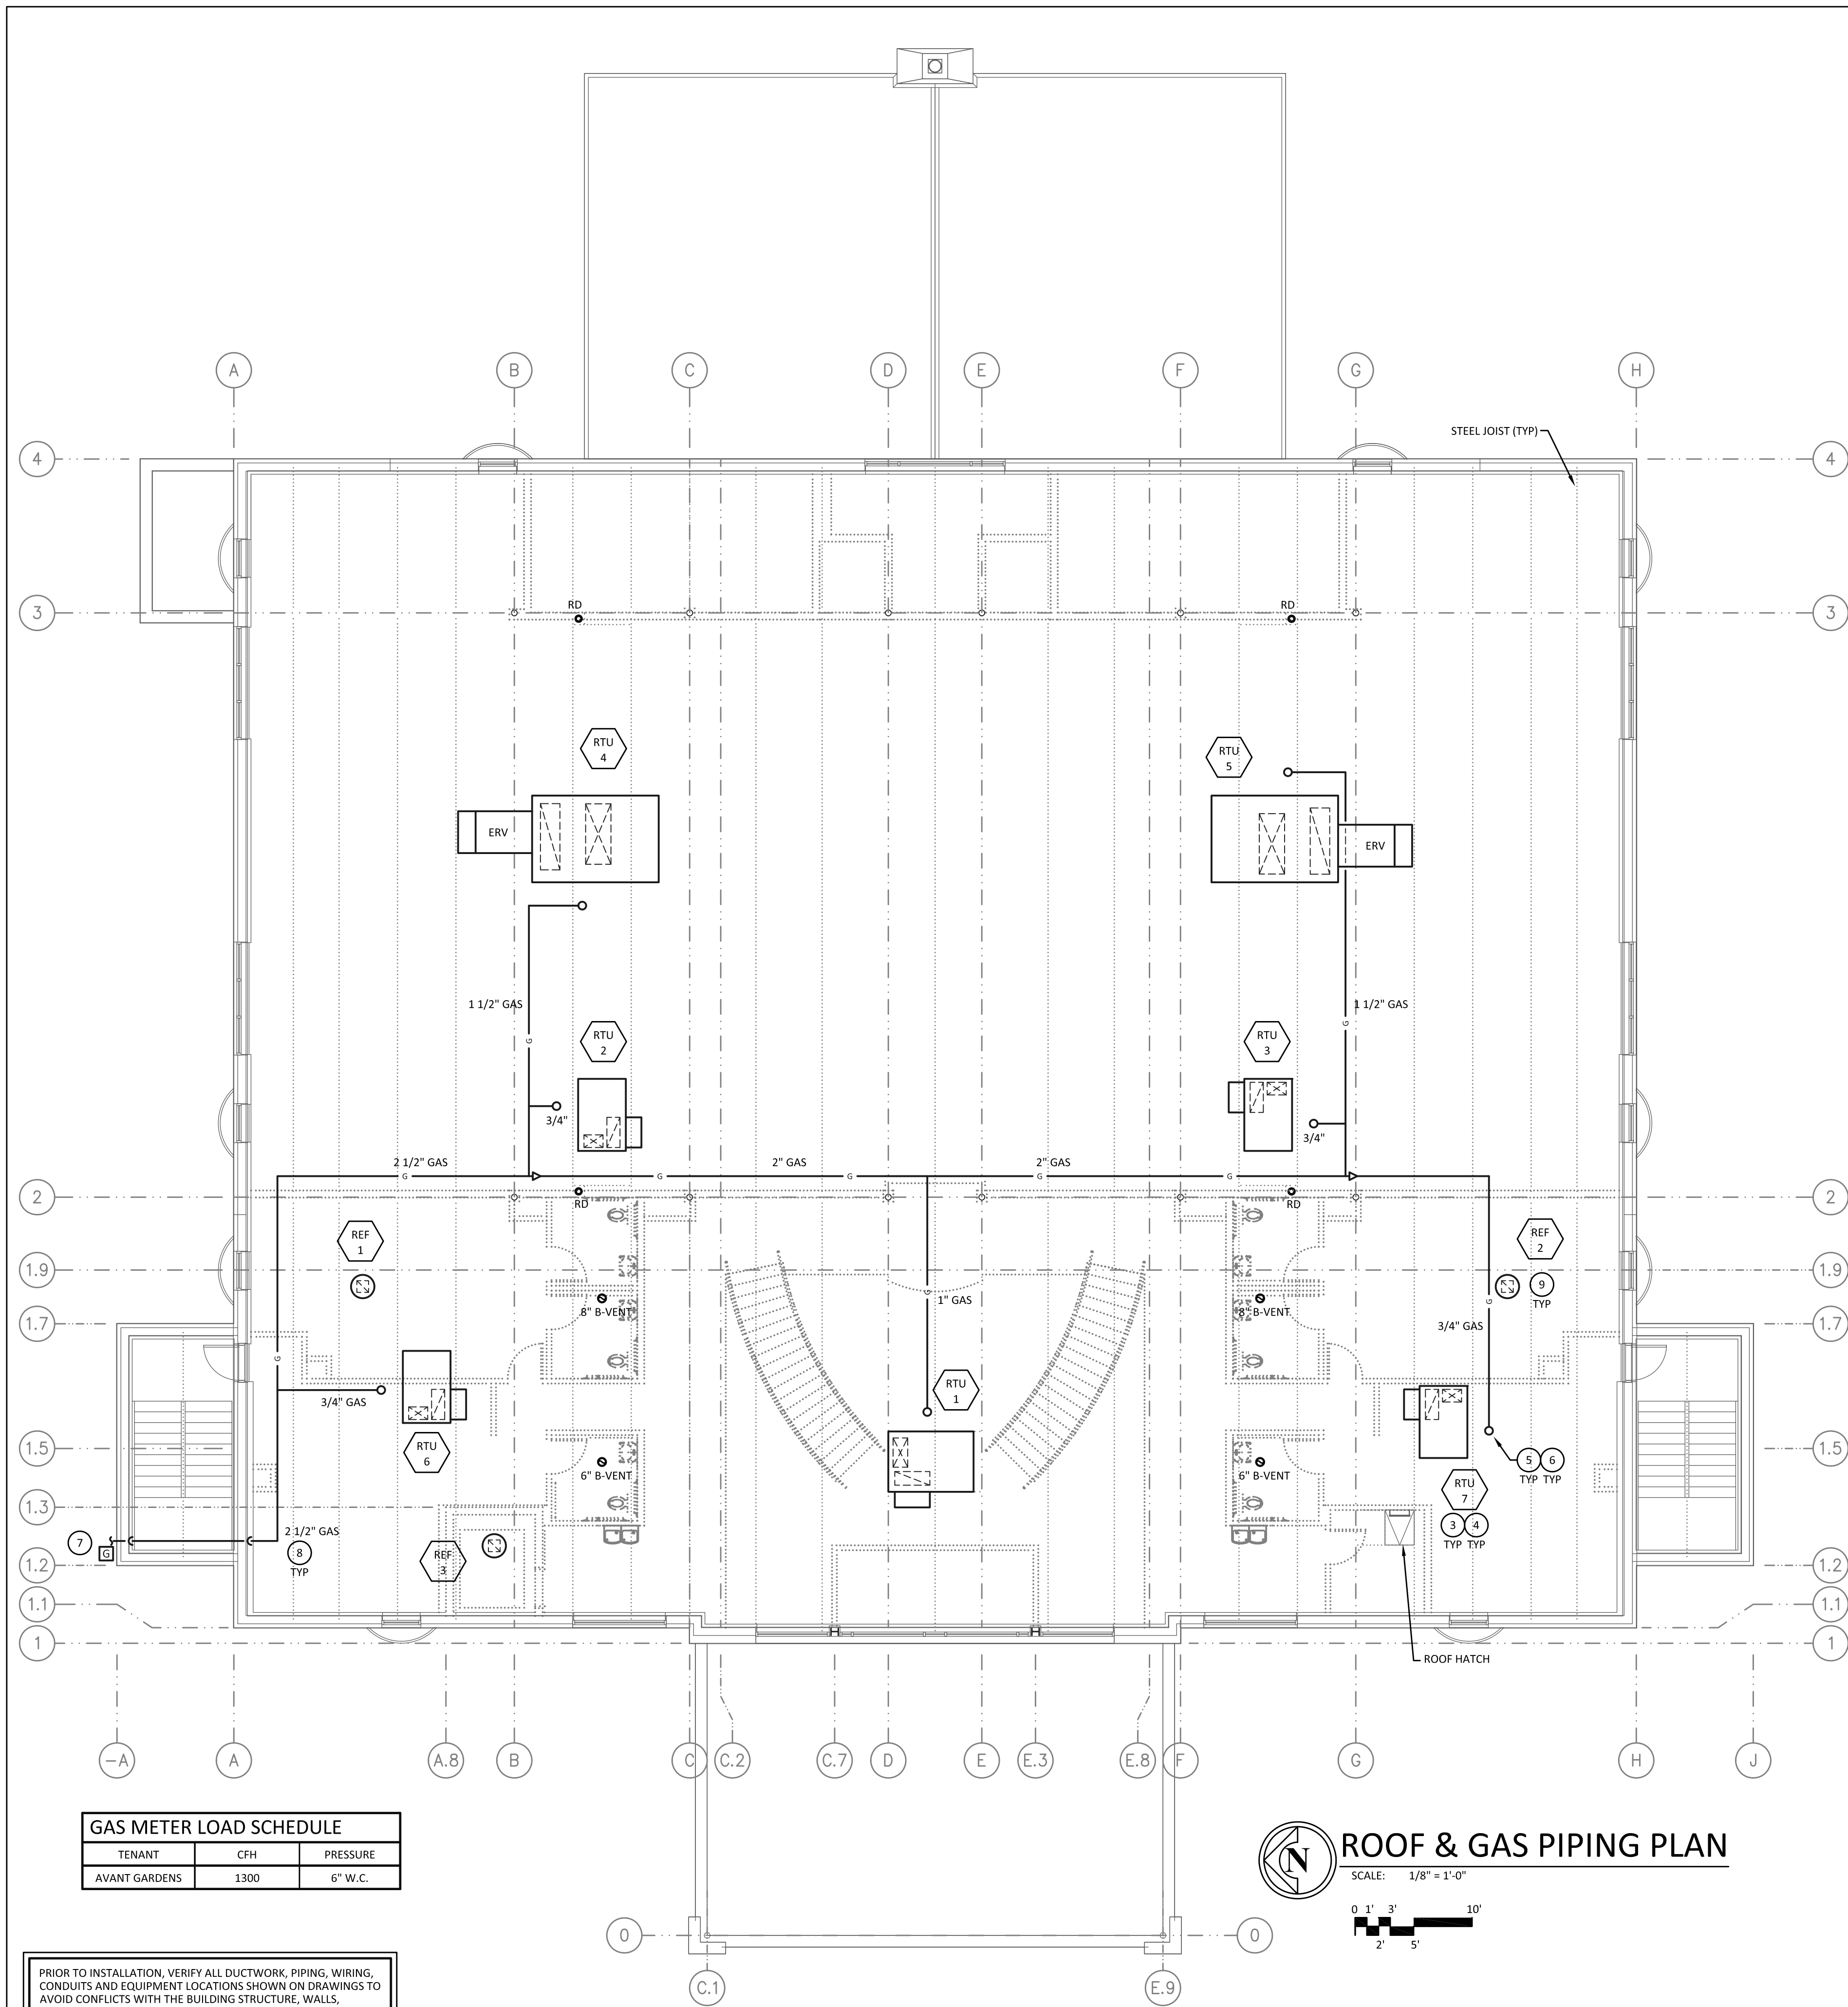 A
B
C
D
E
F
G
H
STEEL JOIST (TYP)
4
4
RD
RD
3
3
RTU
4
RTU
5
ERV
ERV
1 1/2" GAS
1 1/2" GAS
G
G
RTU
2
RTU
3
3/4"
3/4"
2 1/2" GAS
2" GAS
2" GAS
G
G
G
G
G
2
2
RD
RD
REF
1
REF
2
1.9
1.9
9
TYP
G
1" GAS
G
8" B-VENT
8" B-VENT
1.7
1.7
3/4" GAS
G
3/4" GAS
RTU
1
RTU
6
1.5
1.5
6" B-VENT
6" B-VENT
5
6
TYP
TYP
RTU
7
1.3
1.3
3
4
TYP
TYP
7
G
2 1/2" GAS
8
TYP
REF
3
1.2
1.2
1.1
1.1
1
1
ROOF HATCH
-A
A
A.8
B
C
C.2
C.7
D
E
E.3
E.8
F
G
H
J
GAS METER LOAD SCHEDULE
TENANT CFH PRESSURE
AVANT GARDENS 1300 6" W.C.
N
ROOF & GAS PIPING PLAN
SCALE: 1/8" = 1'-0"
0 1' 3' 10'
2' 5'
0
0
C.1
E.9
PRIOR TO INSTALLATION, VERIFY ALL DUCTWORK, PIPING, WIRING,
CONDUITS AND EQUIPMENT LOCATIONS SHOWN ON DRAWINGS TO
AVOID CONFLICTS WITH THE BUILDING STRUCTURE, WALLS,